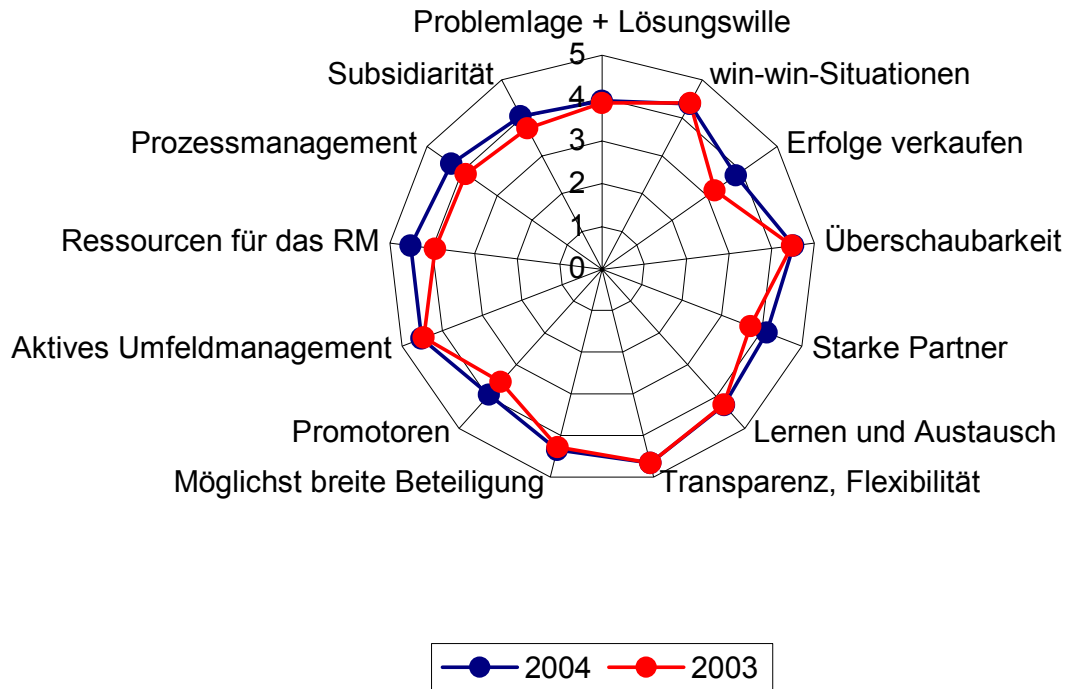 Problemlage + Lösungswille
5
Subsidiarität
win-win-Situationen
4
Prozessmanagement
Erfolge verkaufen
3
2
Ressourcen für das RM
1
Überschaubarkeit
0
Aktives Umfeldmanagement
Starke Partner
Promotoren
Lernen und Austausch
Möglichst breite Beteiligung
Transparenz, Flexibilität
2004
2003